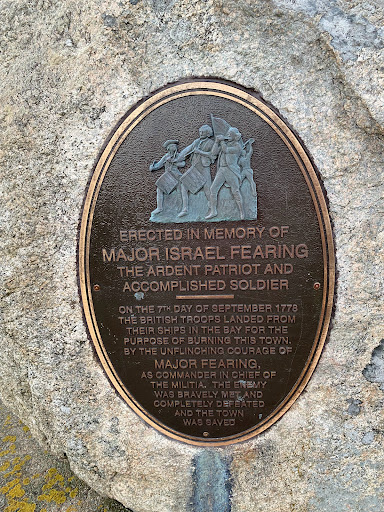 ERECTED IN MEMORY OF
MAJOR ISRAEL FEARING
THE ARDENT PATRIOT AND
ACCOMPLISHED SOLDIER
ON THE 7TH DAY OF SEPTEMBER 1778
THE BRITISH TROOPS LANDED FROM
THEIR SHIPS IN THE BAY FOR THE
PURPOSE OF BURNING THIS TOWN.
BY THE UNFLINCHING COURAGE OF
MAJOR FEARING,
AS COMMANDER IN CHIEF OF
THE MILITIA. THE ENEMY
WAS BRAVELY MET AND
COMPLETELY DEFEATED
AND THE TOWN
WAS SAVED